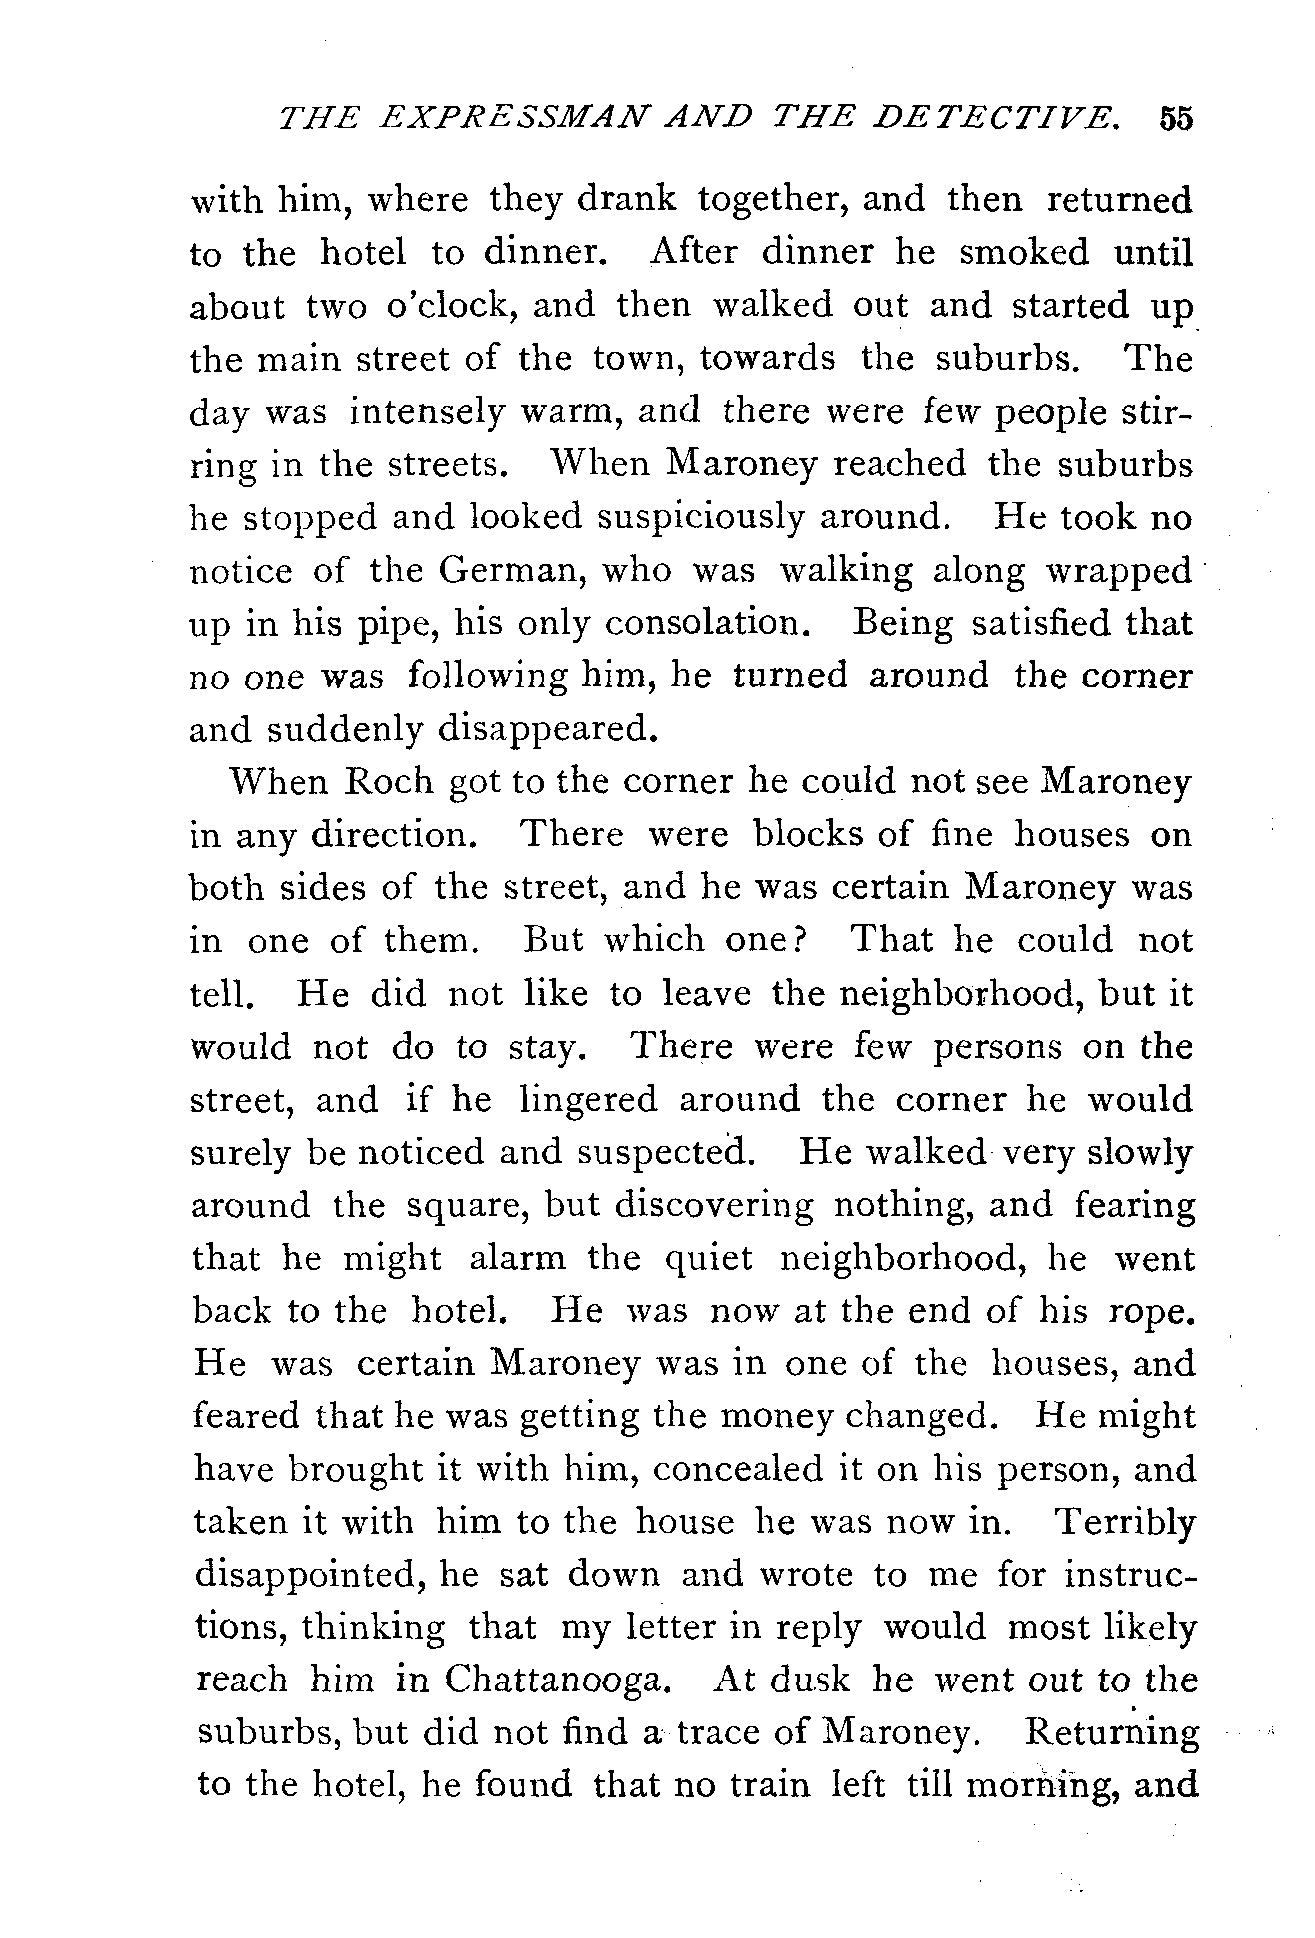 THE EXPRESSMAN AND THE DETECTIVE. 55
with him, where they drank together, and then returned
to the hotel to dinner. After dinner he smoked until
about two o'clock, and then walked out and started up
the main street of the town, towards the suburbs. The
day was intensely warm, and there were few people stir-
ring in the streets. When Maroney reached the suburbs
he stopped and looked suspiciously around. He took no
notice of the German, who was walking along wrapped
up in his pipe, his only consolation. Being satisfied that
no one was following him, he turned around the corner
and suddenly disappeared.
When Roch got to the corner he could not see Maroney
in any direction. There were blocks of fine houses on
both sides of the street, and he was certain Maroney was
in one of them. But which one? That he could not
tell. He did not like to leave the neighborhood, but it
would not do to stay. There were few persons on the
street, and if he lingered around the corner he would
surely be noticed and suspected. He walked very slowly
around the square, but discovering nothing, and fearing
that he might alarm the quiet neighborhood, he went
back to the hotel. He was now at the end of his rope.
He was certain Maroney was in one of the houses, and
feared that he was getting the money changed. He might
have brought it with him, concealed it on his person, and
taken it with him to the house he was now in. Terribly
disappointed, he sat down and wrote to me for instruc-
tions, thinking that my letter in reply would most likely
reach him in Chattanooga. At dusk he went out to the
suburbs, but did not find a trace of Maroney. Returning
to the hotel, he found that no train left till morning, and